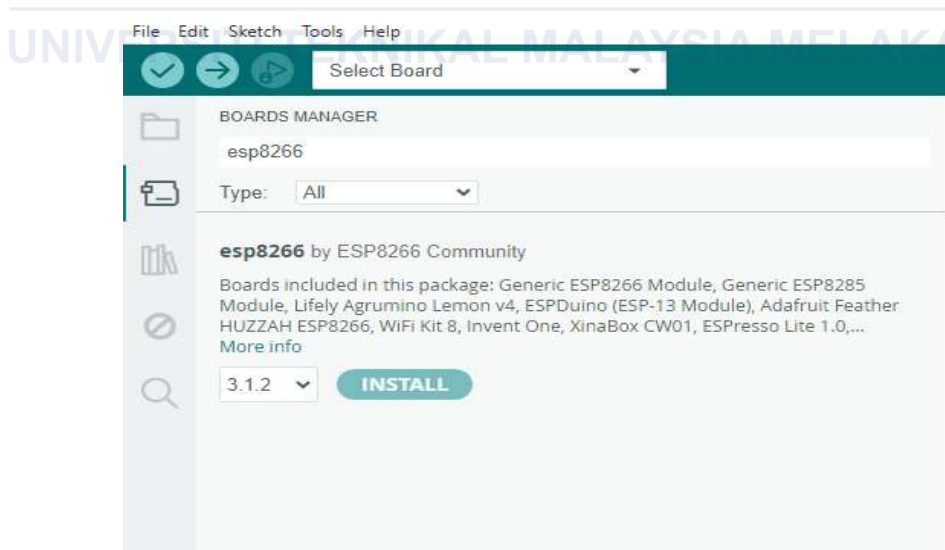 UNIVERSITI TEKNIKAL MALAYSIA MELAKA
File Edit Sketch Tools Help
Select Board
BOARDS MANAGER
esp8266
Type: All
esp8266 by ESP8266 Community
Boards included in this package: Generic ESP8266 Module, Generic ESP8285
Module, Lifely Agrumino Lemon v4, ESPDuino (ESP-13 Module), Adafruit Feather
HUZZAH ESP8266, WiFi Kit 8, Invent One, XinaBox CW01, ESPresso Lite 1.0,...
More info
3.1.2 INSTALL